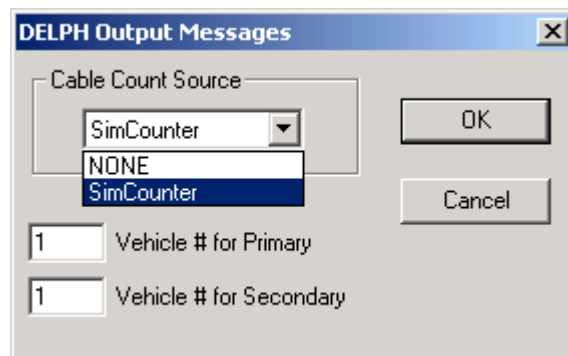 DELPH Output Messages
Cable Count Source
SimCounter
NONE
SimCounter
OK
Cancel
1 Vehicle # for Primary
1 Vehicle # for Secondary